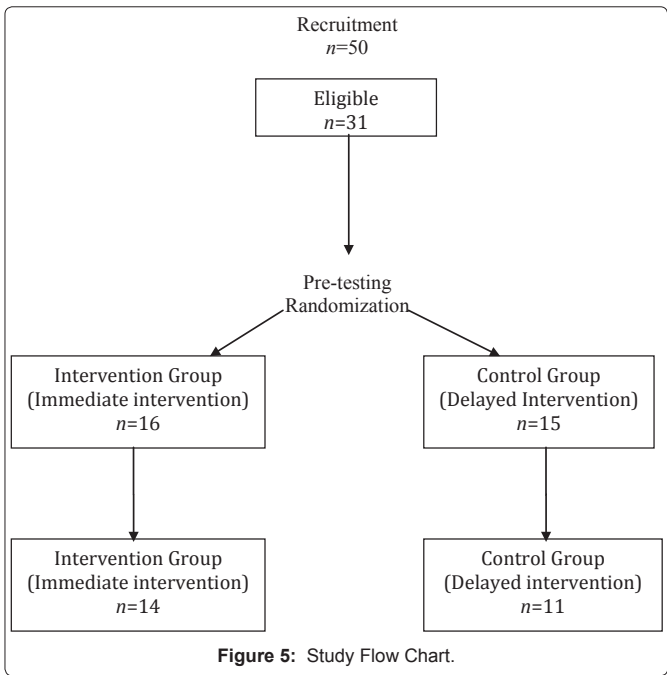 Recruitment
n=50
Eligible
n=31
Pre-testing
Randomization
Intervention Group
(Immediate intervention)
n=16
Control Group
(Delayed Intervention)
n=15
Intervention Group
(Immediate intervention)
n=14
Control Group
(Delayed intervention)
n=11
Figure 5: Study Flow Chart.